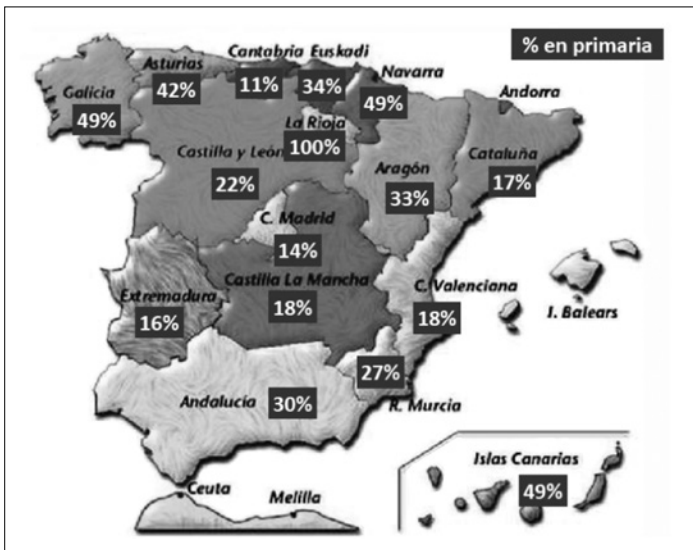 % en primaria
Cantabria Euskadi
Asturias
Navarra
Galicia
42%
11%
34%
49%
Andorra
49%
La Rioja
100%
Castilla y León
Cataluña
Aragón
22%
17%
33%
C. Madrid
14%
Castilla La Mancha
C. Valenciana
Extremadura
18%
18%
I. Balears
16%
27%
Andalucía
30%
R. Murcia
Islas Canarias
49%
Ceuta
Melilla